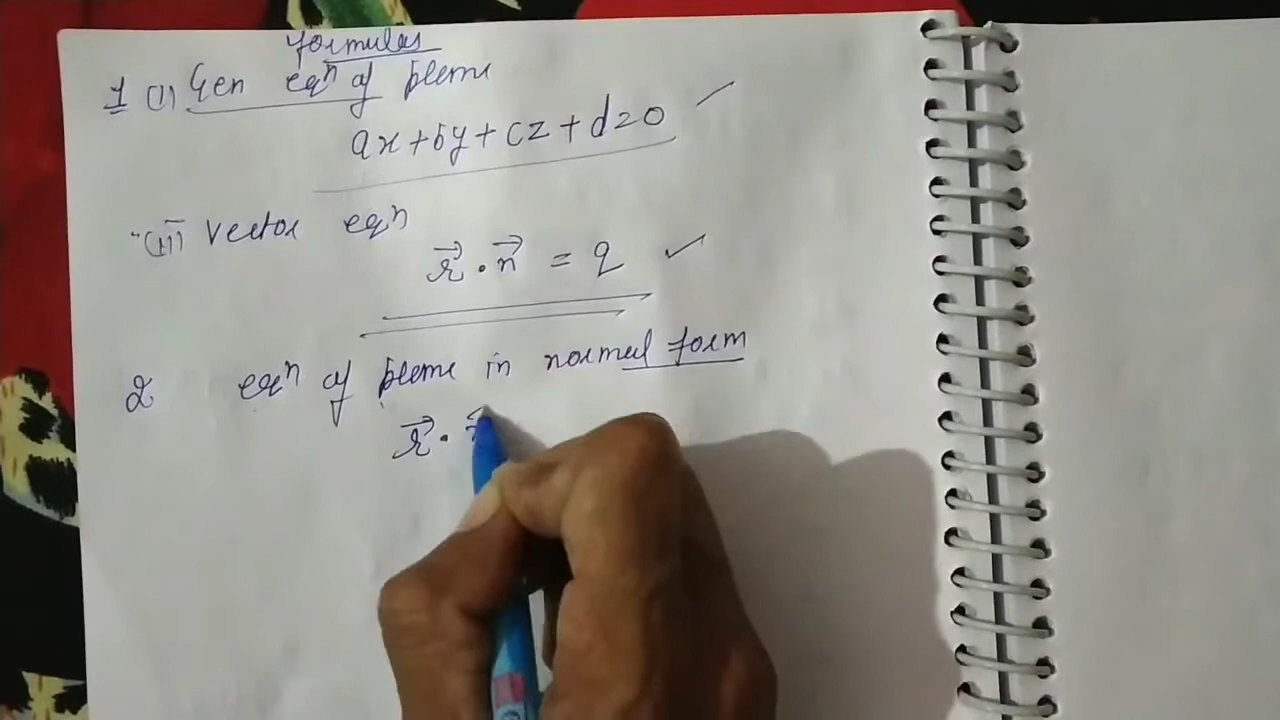 formulas
1 (i) Gen eqn of plane
ax+by+cz+d=0
(ii) vector eqn
r⃗ · n⃗ = q
2 eqn of plane in normal form
r⃗ ·